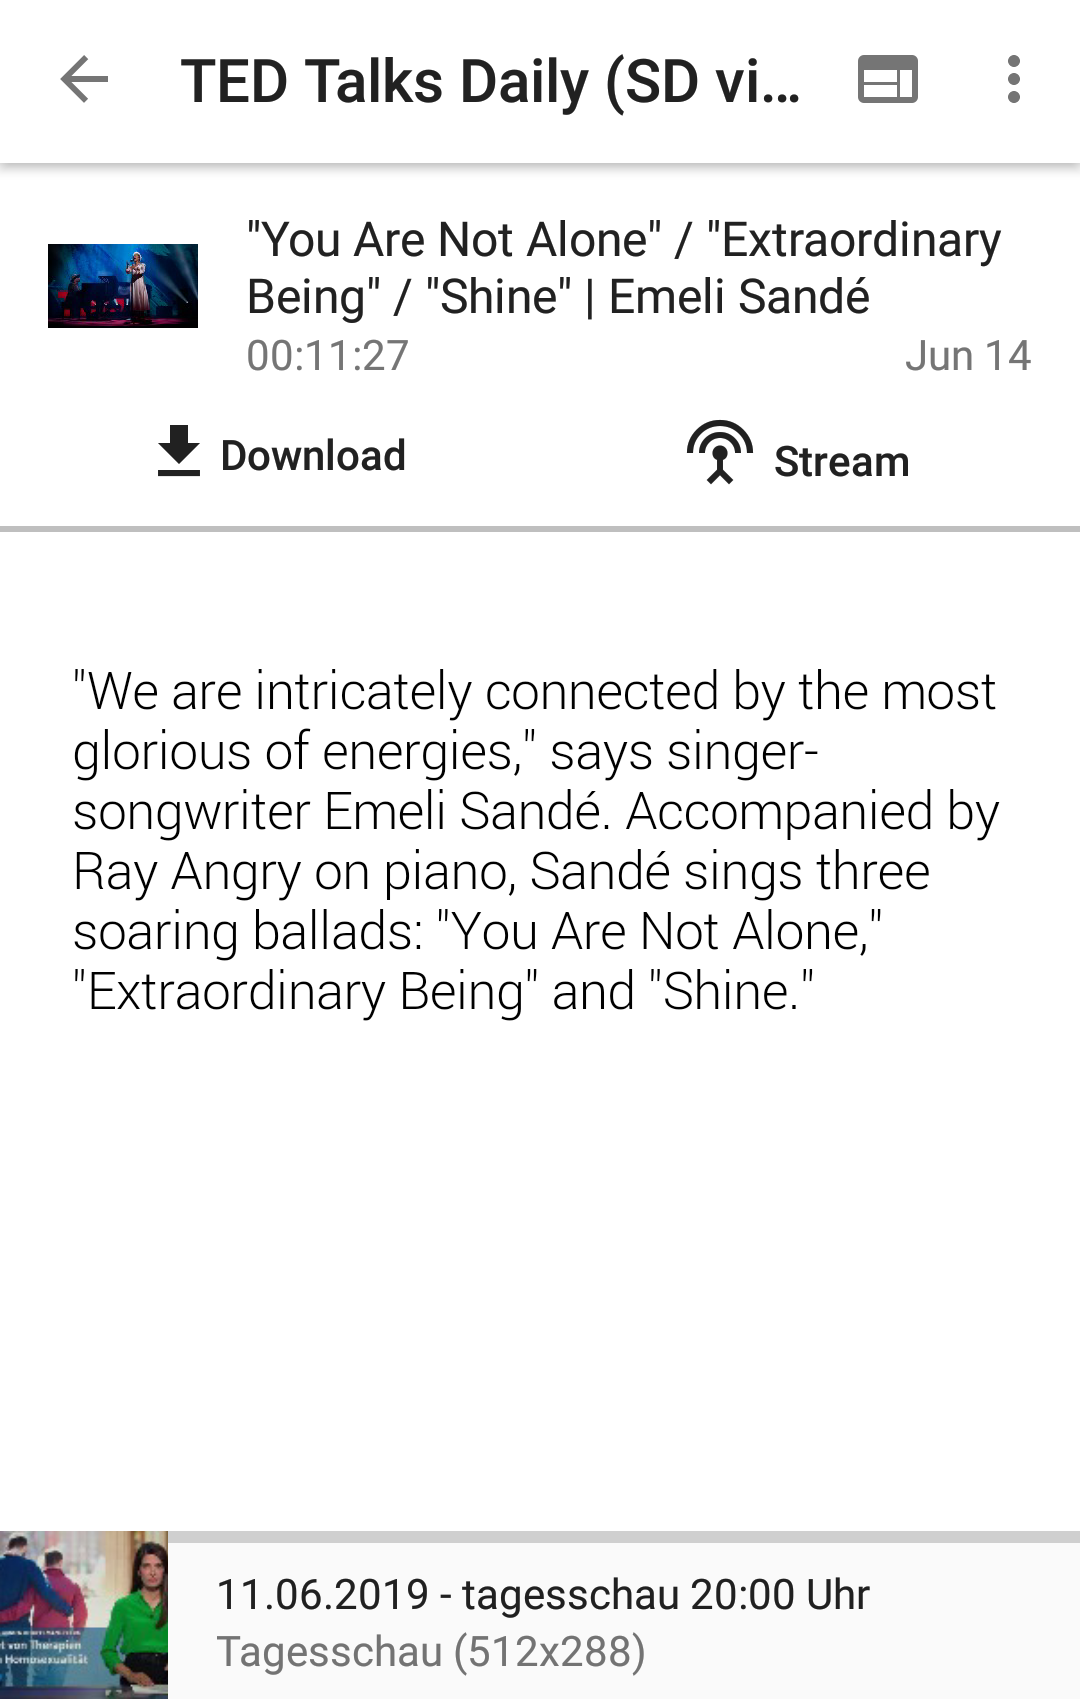 TED Talks Daily (SD vi...
"You Are Not Alone" / "Extraordinary
Being" / "Shine" | Emeli Sandé
00:11:27
Jun 14
Download
Stream
"We are intricately connected by the most
glorious of energies," says singer-
songwriter Emeli Sandé. Accompanied by
Ray Angry on piano, Sandé sings three
soaring ballads: "You Are Not Alone,"
"Extraordinary Being" and "Shine."
t von Therapien
Homosexualität
11.06.2019 - tagesschau 20:00 Uhr
Tagesschau (512x288)